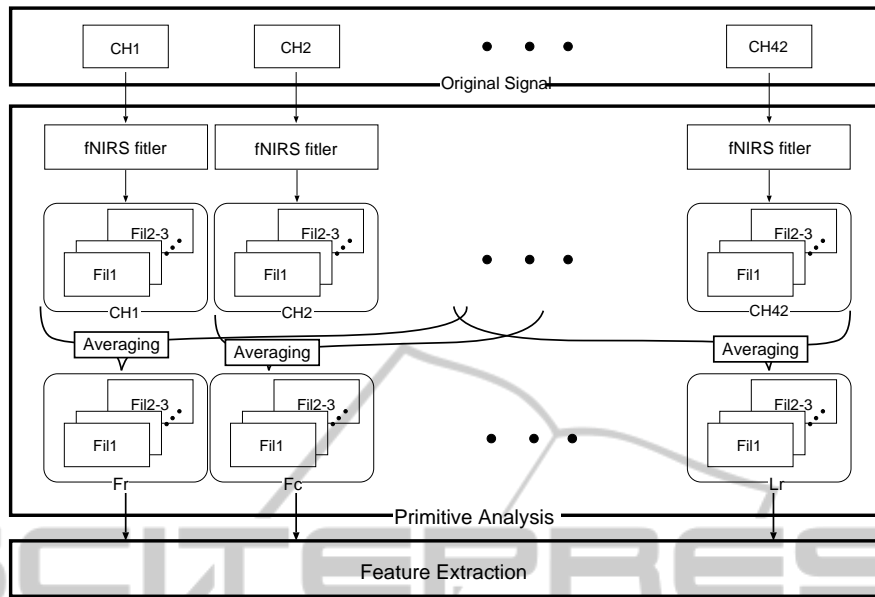 CH1 CH2 CH42
Original Signal
fNIRS fitler fNIRS fitler fNIRS fitler
Fil2-3 Fil2-3 Fil2-3
Fil1 Fil1 Fil1
CH1 CH2 CH42
Averaging Averaging Averaging
Fil2-3 Fil2-3 Fil2-3
Fil1 Fil1 Fil1
Fr Fc Lr
Primitive Analysis
SCITEPRES
Feature Extraction